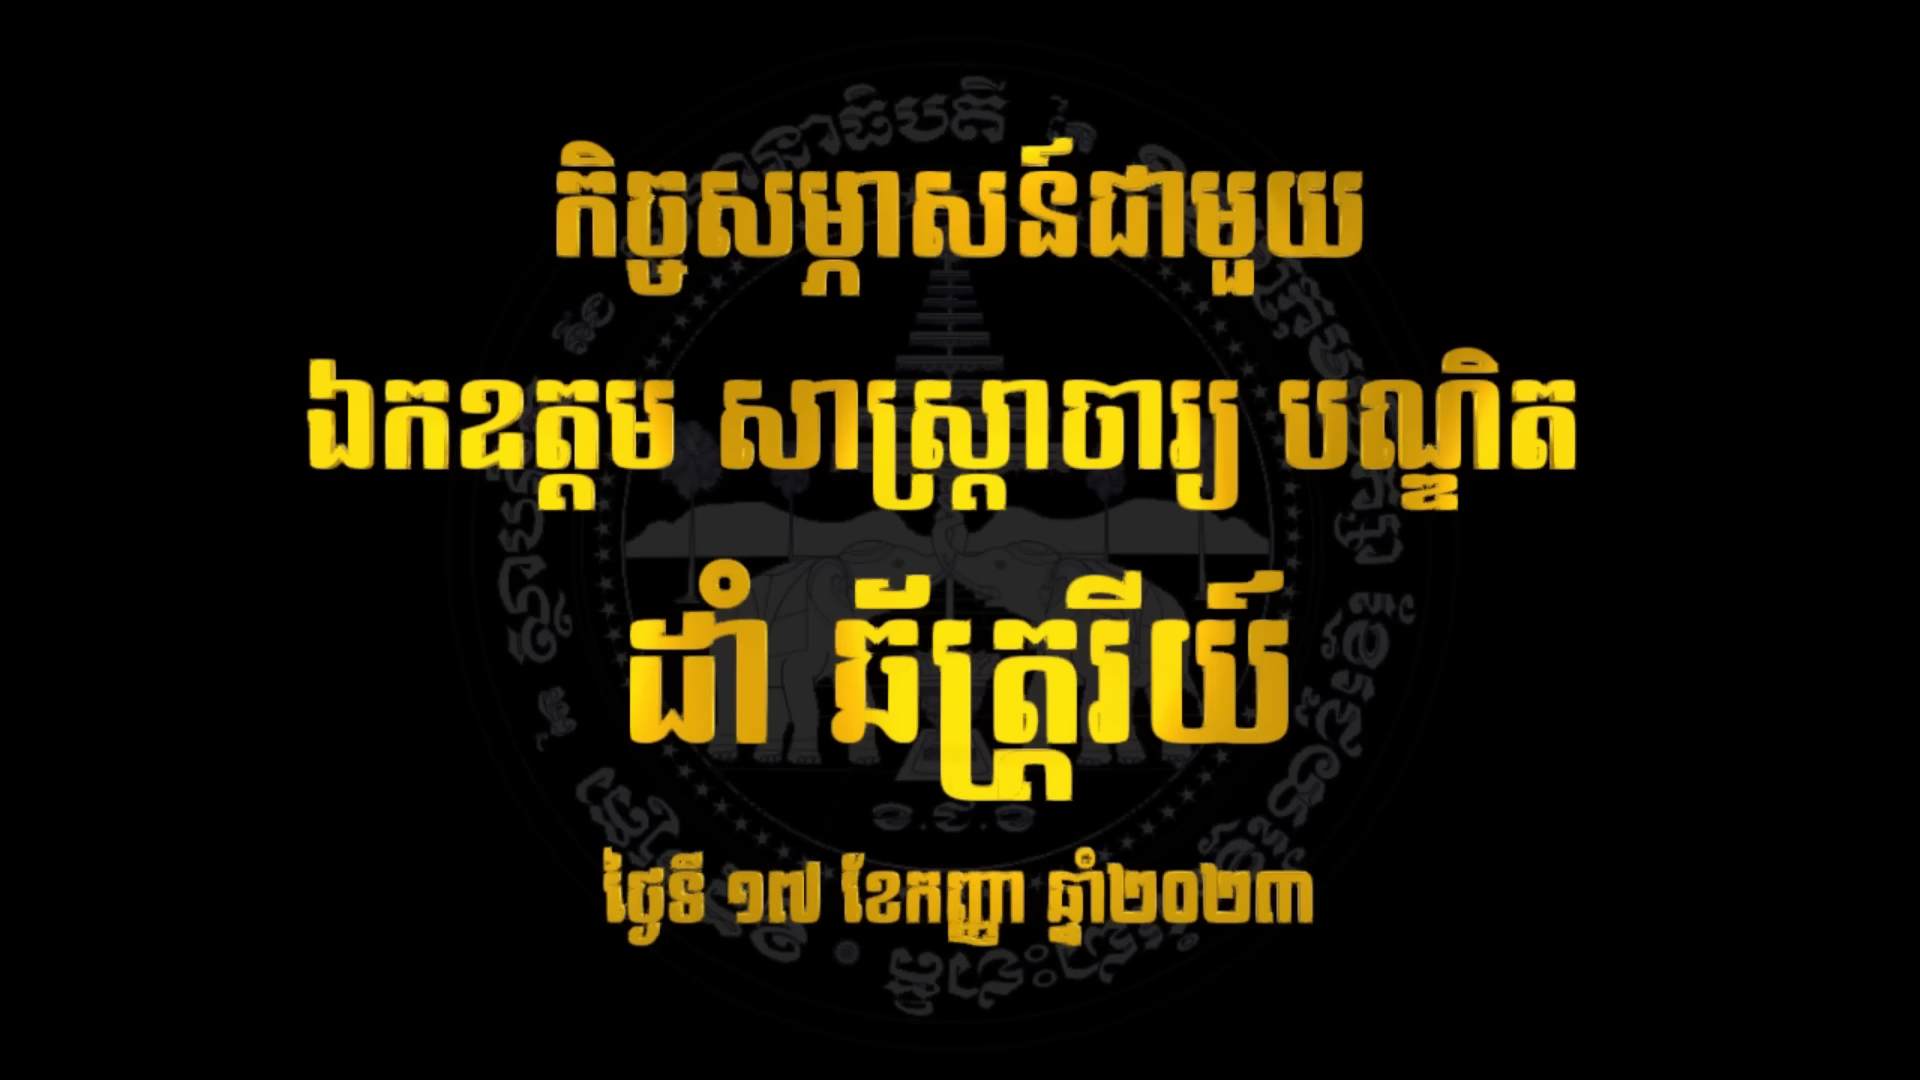 កិច្ចសម្ភាសន៍ជាមួយ
ឯកឧត្តម សាស្ត្រាចារ្យ បណ្ឌិត
ដាំ ឆ័ត្រ្តរីយ៍
ថ្ងៃទី ១៧ ខែកញ្ញា ឆ្នាំ២០២៣